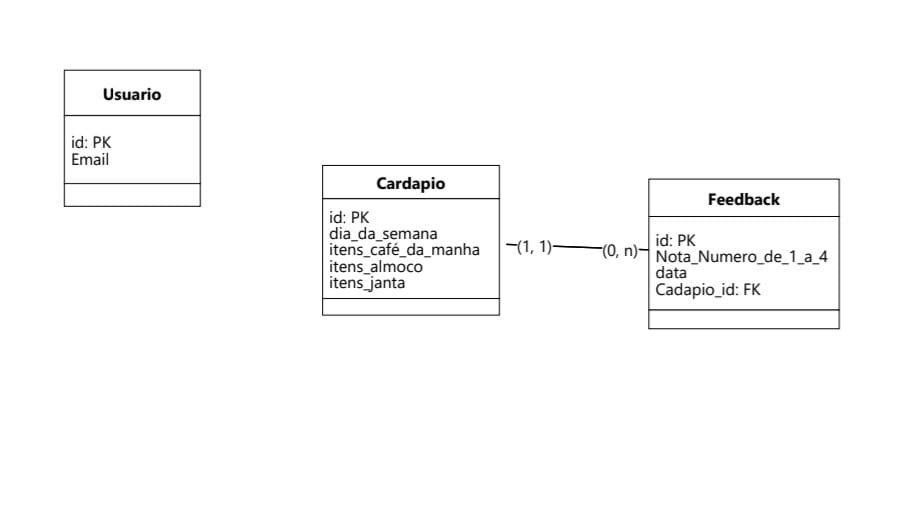 Usuario
id: PK
Email
Cardapio
id: PK
dia_da_semana
itens_café_da_manha
itens_almoco
itens_janta
(1, 1)
(0, n)
Feedback
id: PK
Nota_Numero_de_1_a_4
data
Cadapio_id: FK